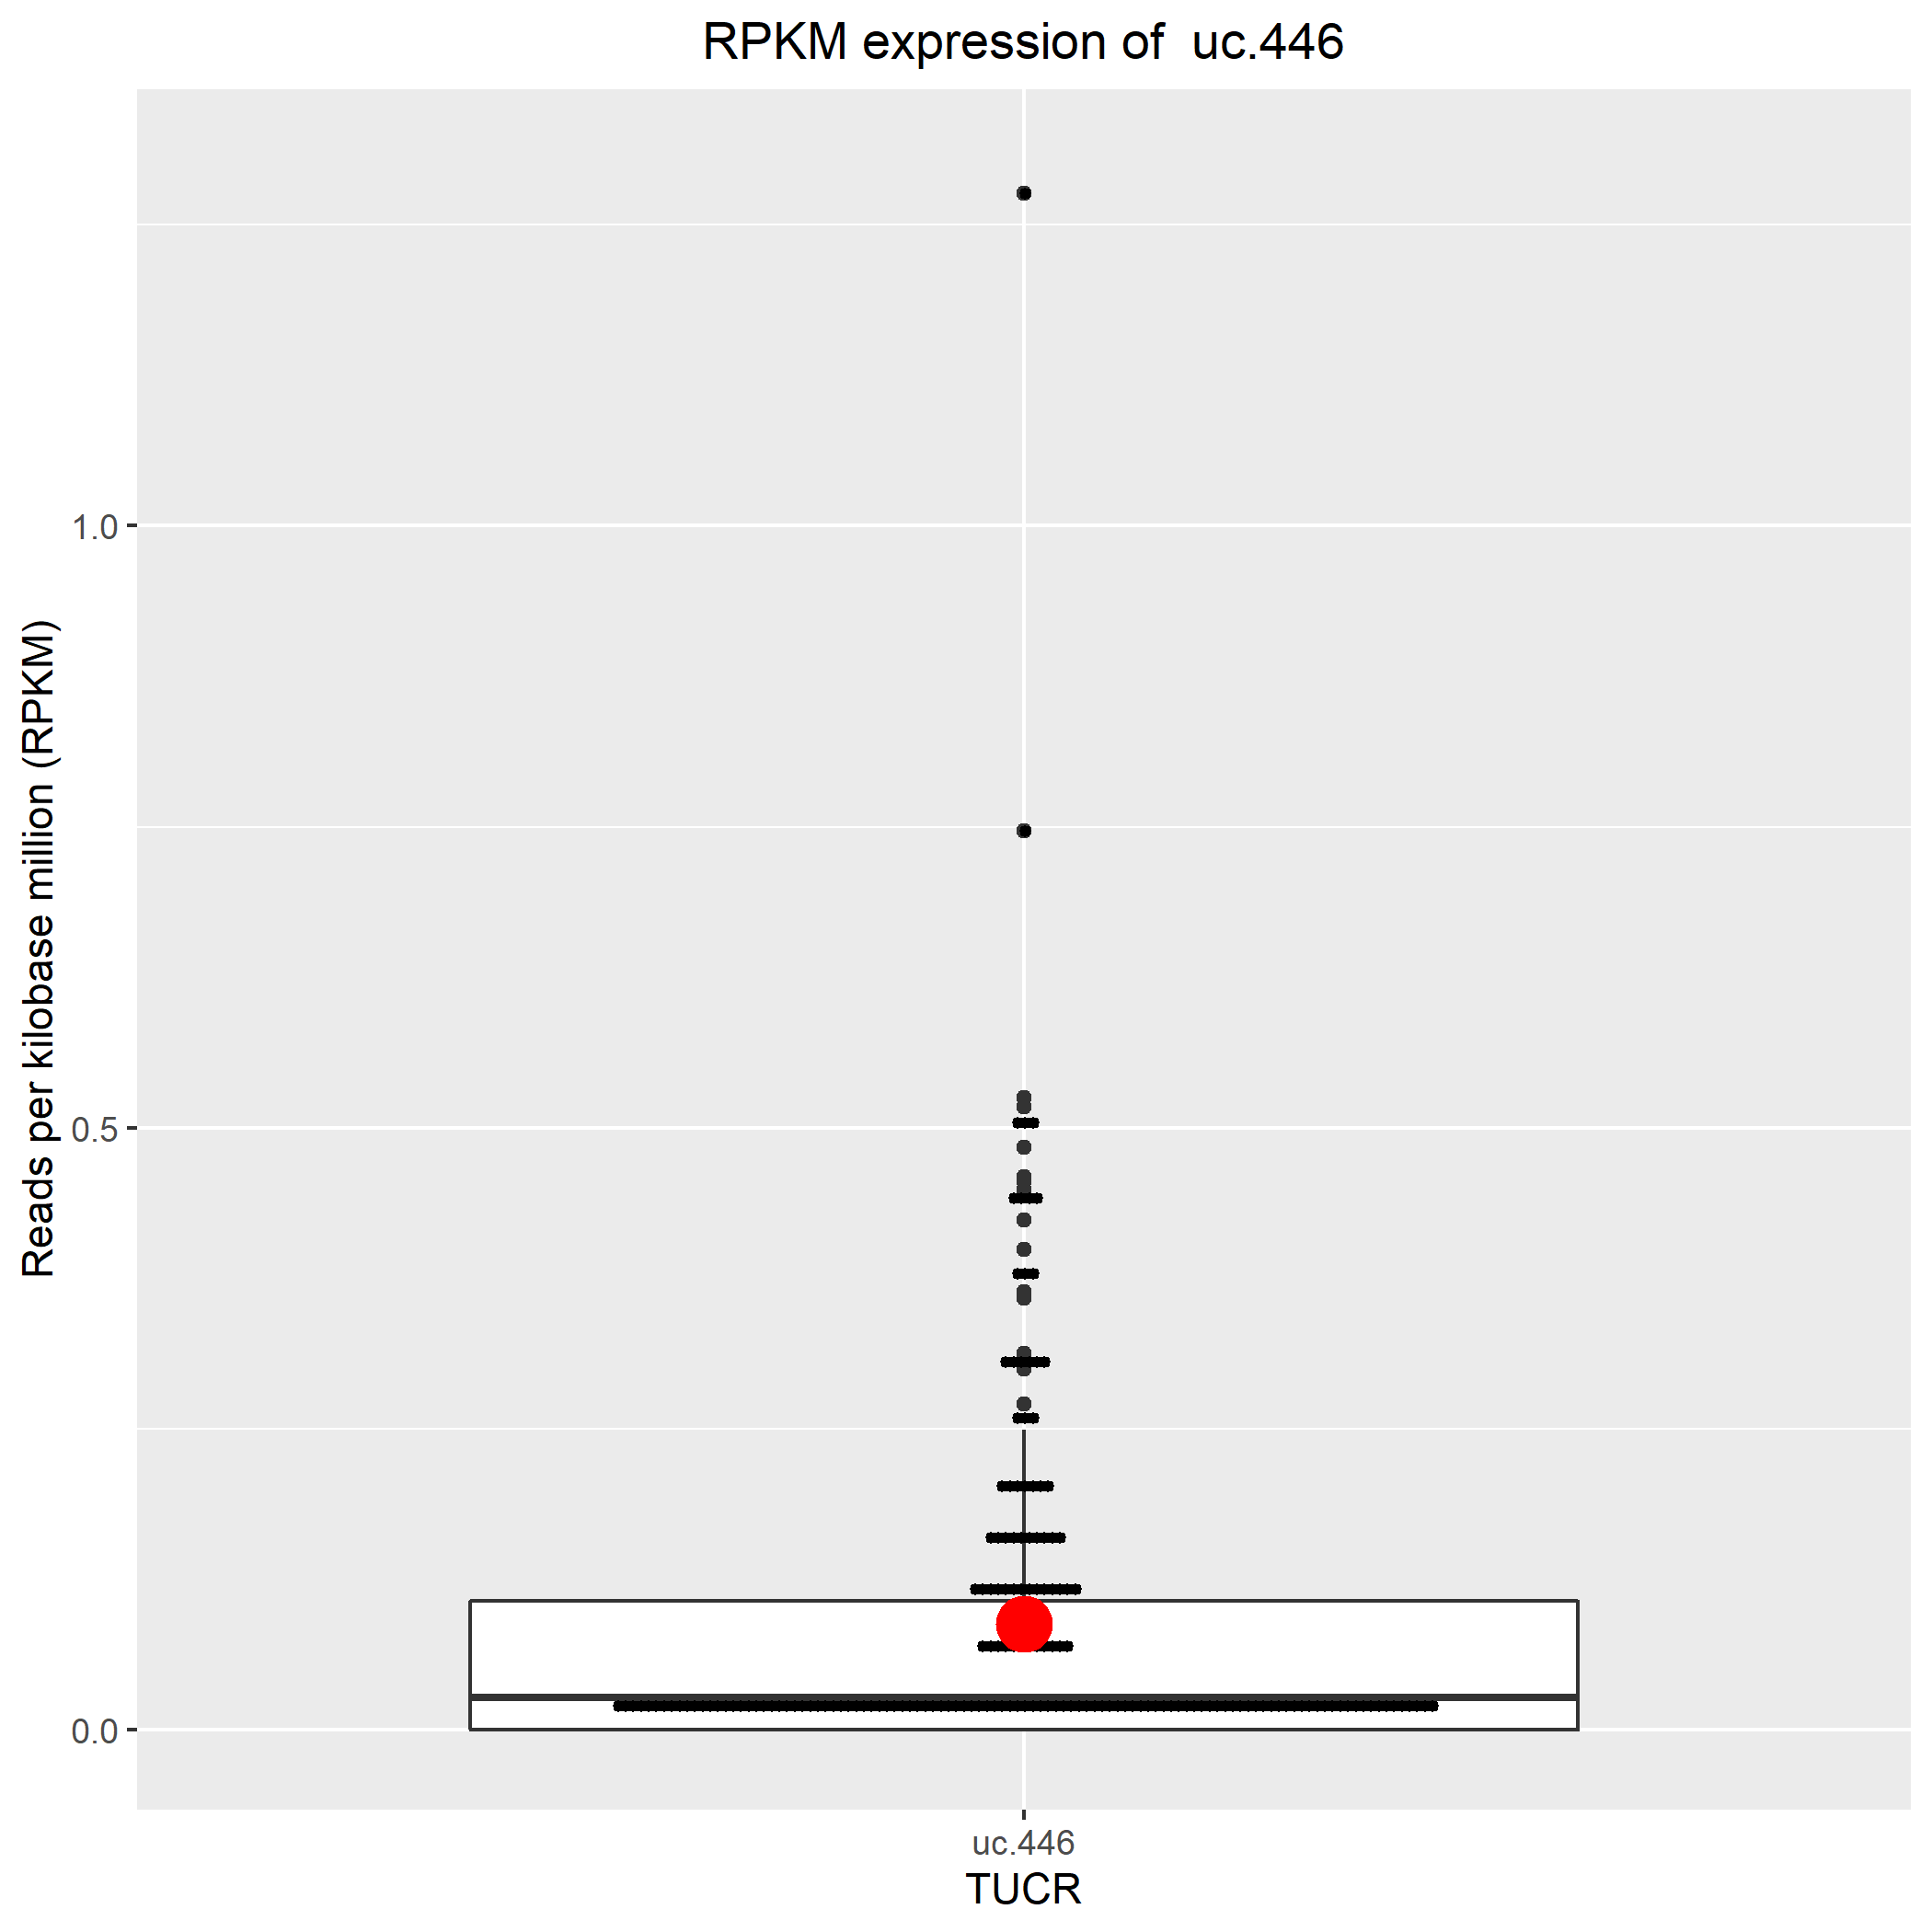 RPKM expression of  uc.446
Reads per kilobase million (RPKM)
1.0
0.5
0.0
uc.446
TUCR